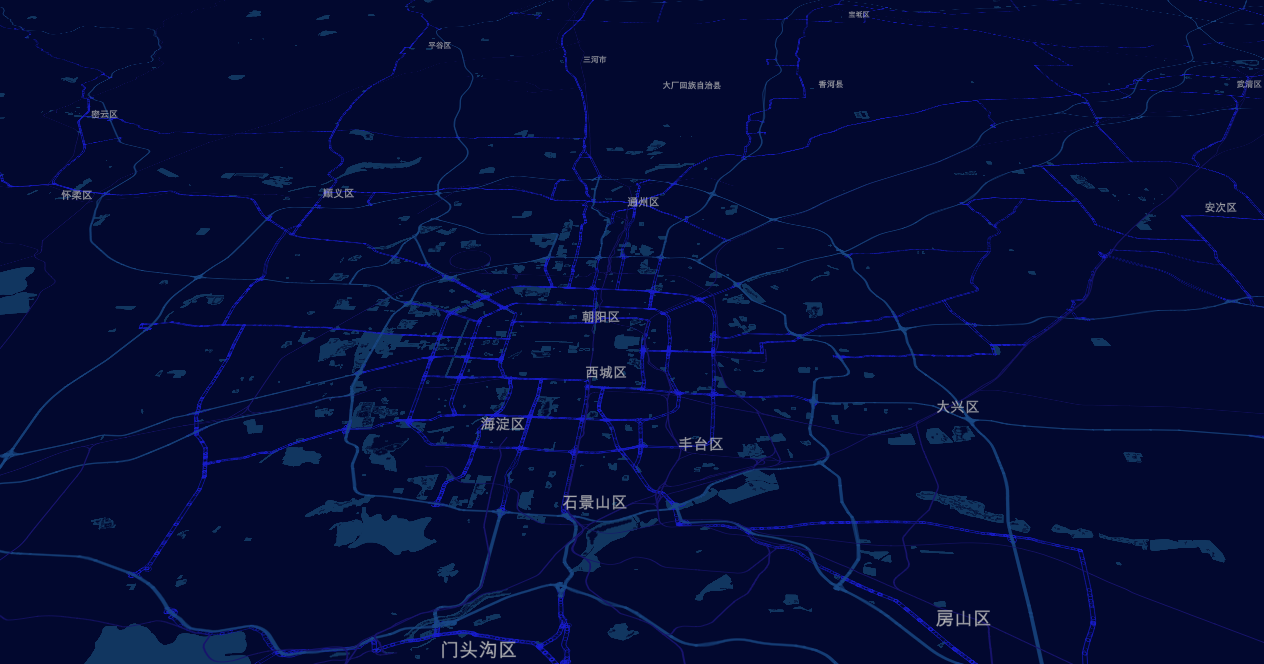 宝坻区
平谷区
三河市
大厂回族自治县
香河县
武清区
密云区
怀柔区
顺义区
通州区
安次区
朝阳区
西城区
大兴区
海淀区
丰台区
石景山区
房山区
门头沟区